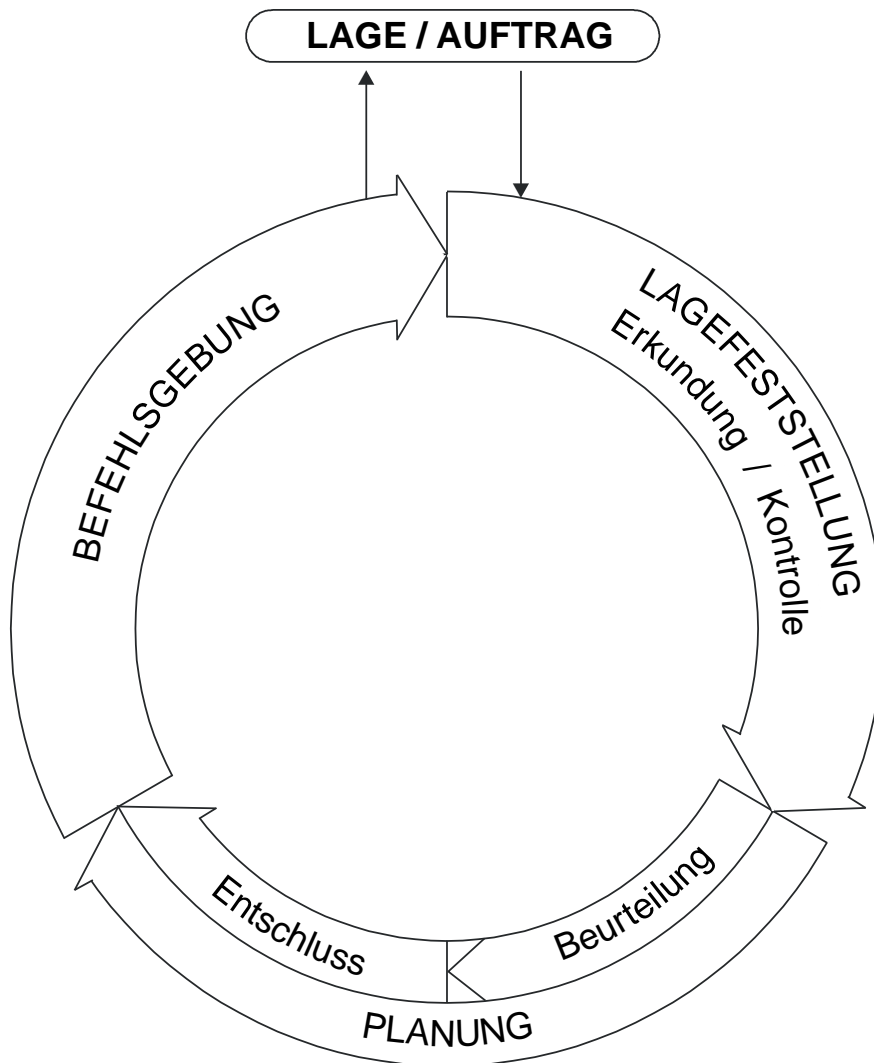 LAGE / AUFTRAG
LAGEFESTSTELLUNG
Erkundung / Kontrolle
Beurteilung
Entschluss
PLANUNG
BEFEHLSGEBUNG